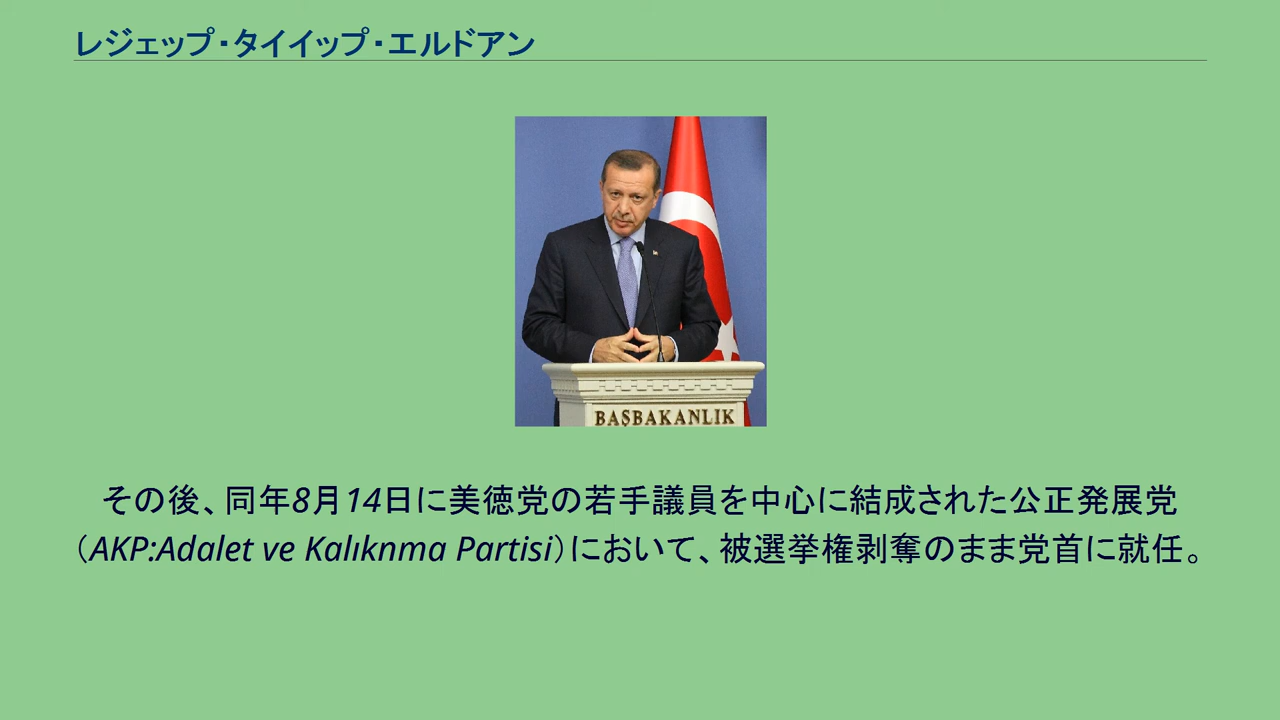 レジェップ・タイイップ・エルドアン
BAŞBAKANLIK
その後、同年8月14日に美徳党の若手議員を中心に結成された公正発展党
（AKP:Adalet ve Kalıknma Partisi）において、被選挙権剥奪のまま党首に就任。